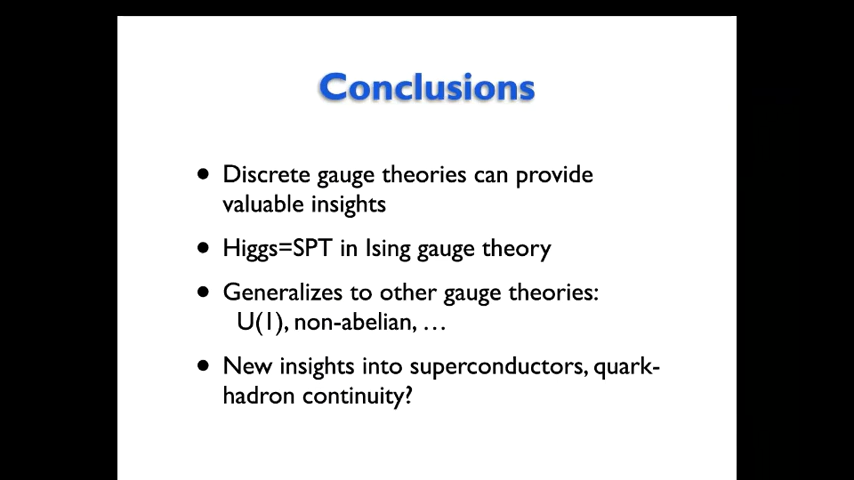 Conclusions
• Discrete gauge theories can provide
valuable insights
• Higgs=SPT in Ising gauge theory
• Generalizes to other gauge theories:
U(1), non-abelian, …
• New insights into superconductors, quark-
hadron continuity?